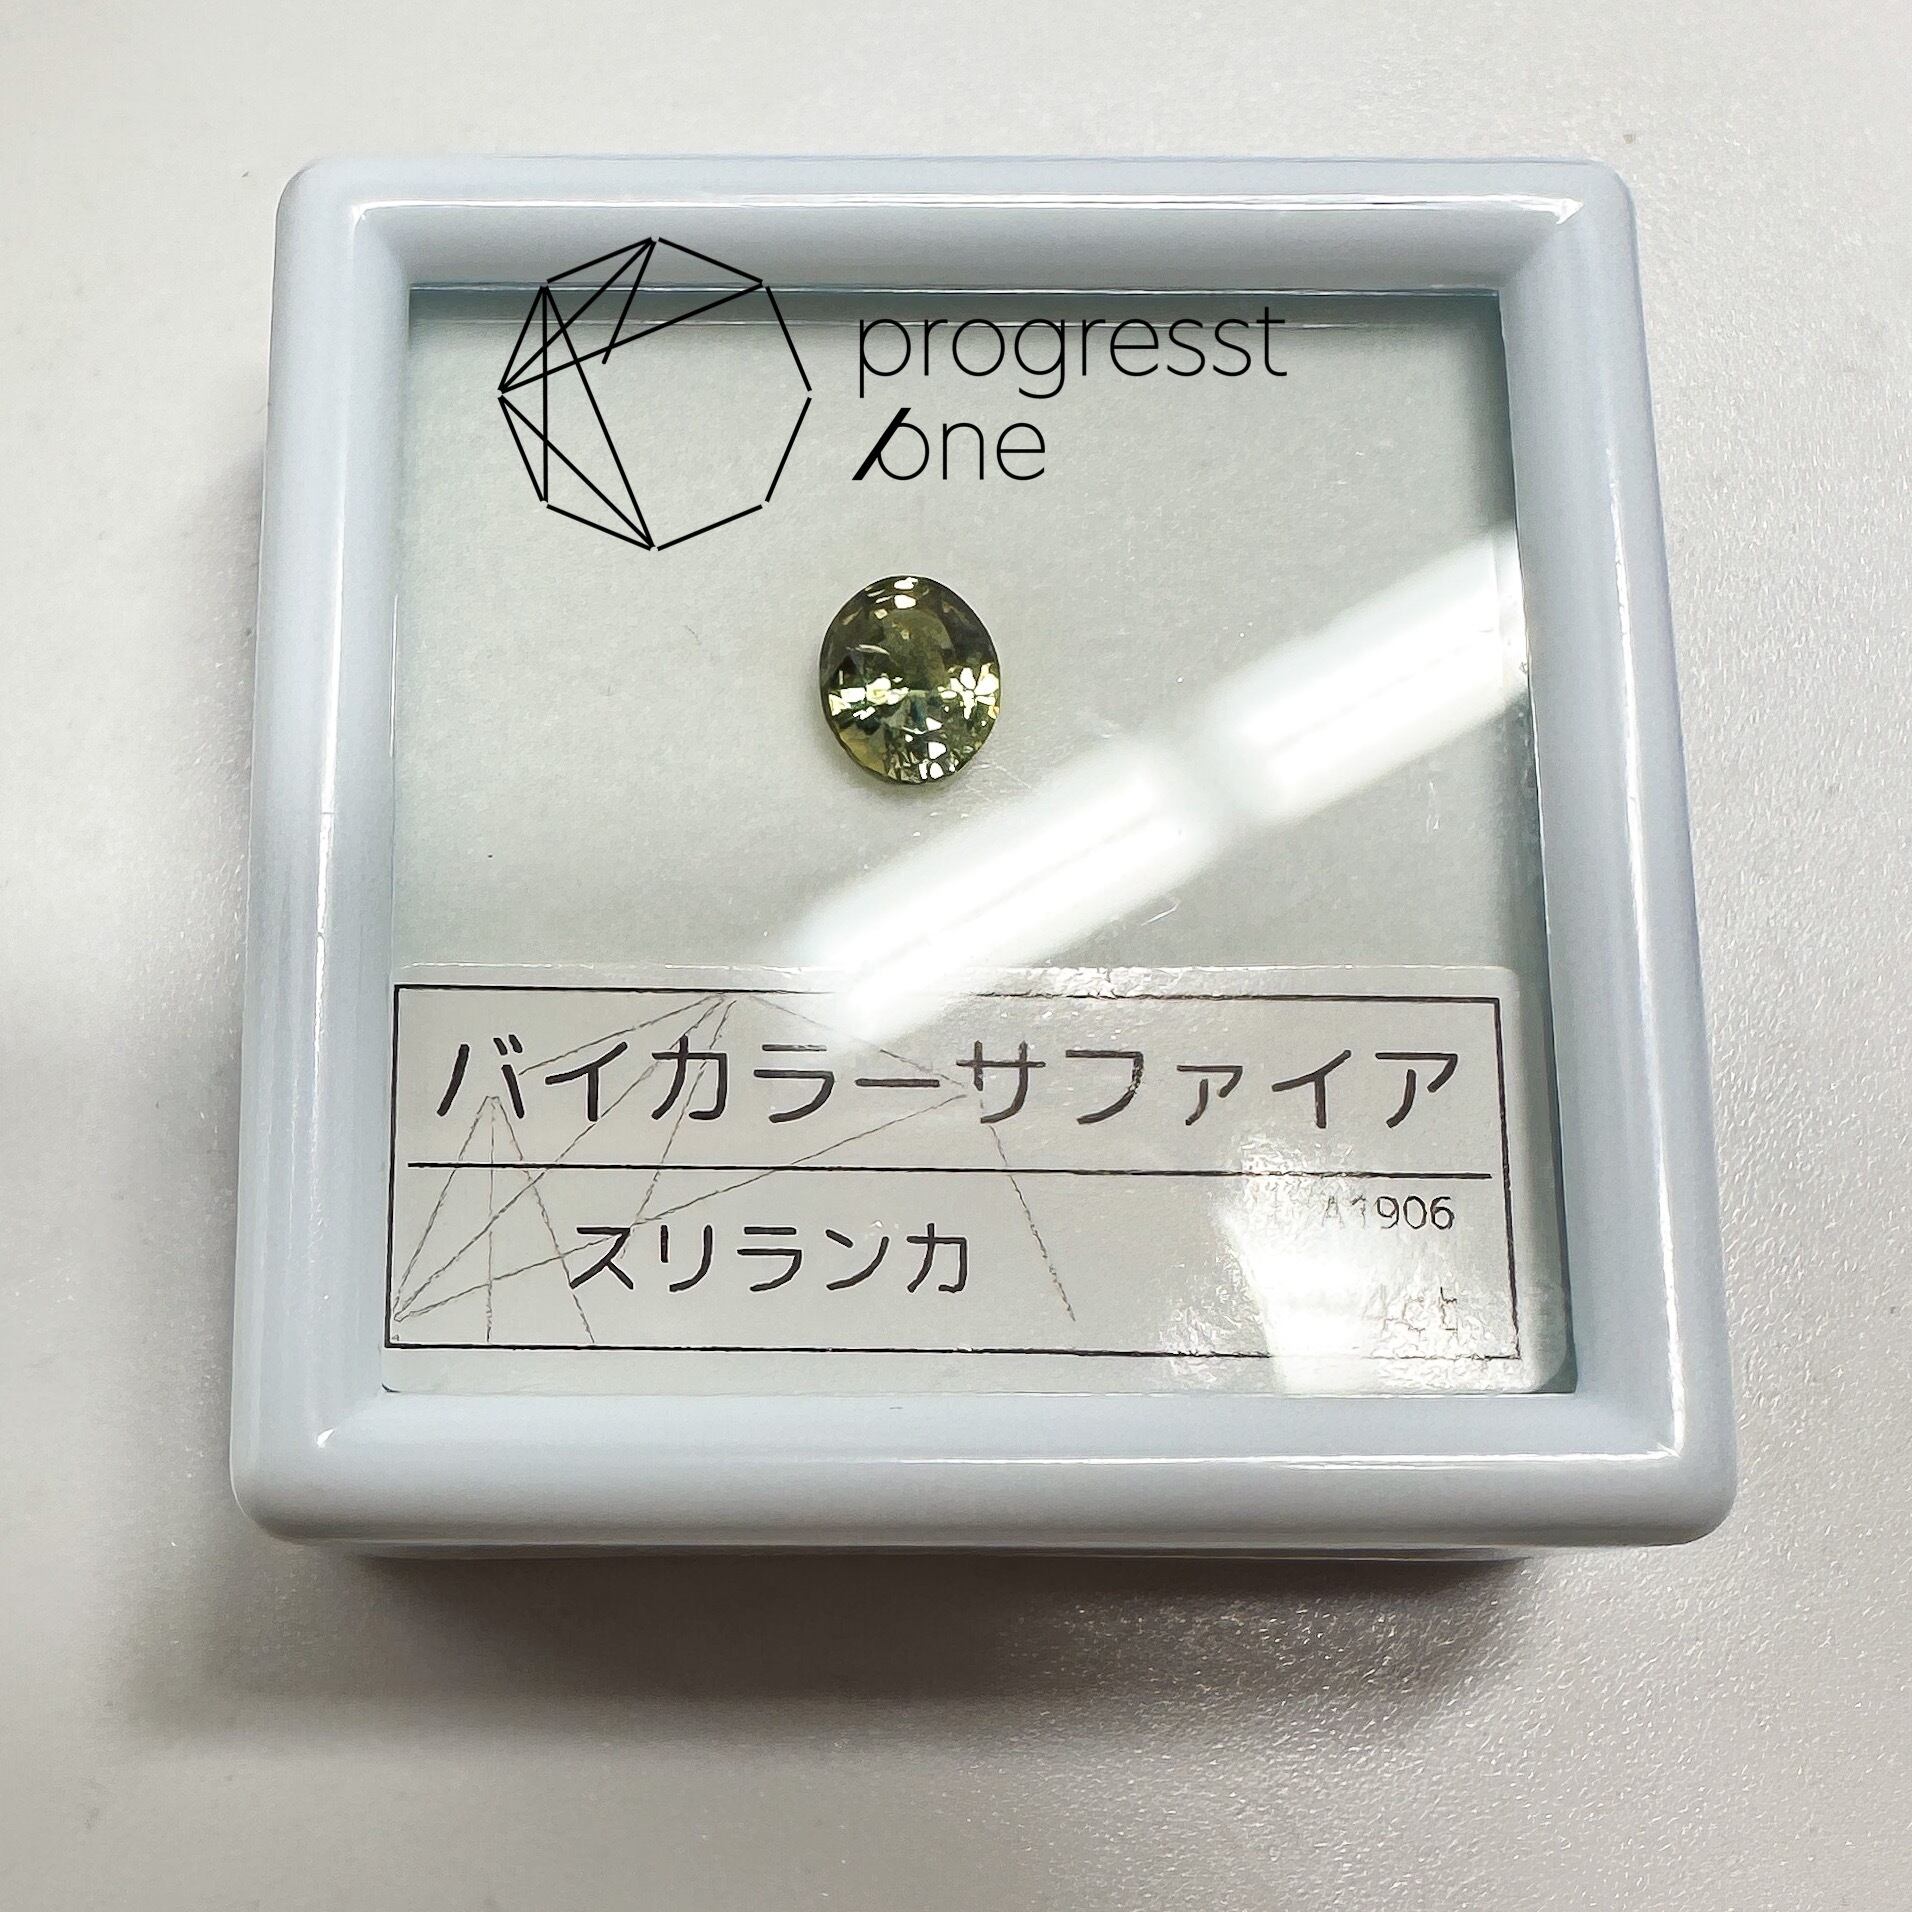 progresst
one
バイカラーサファイア
A1906
スリランカ